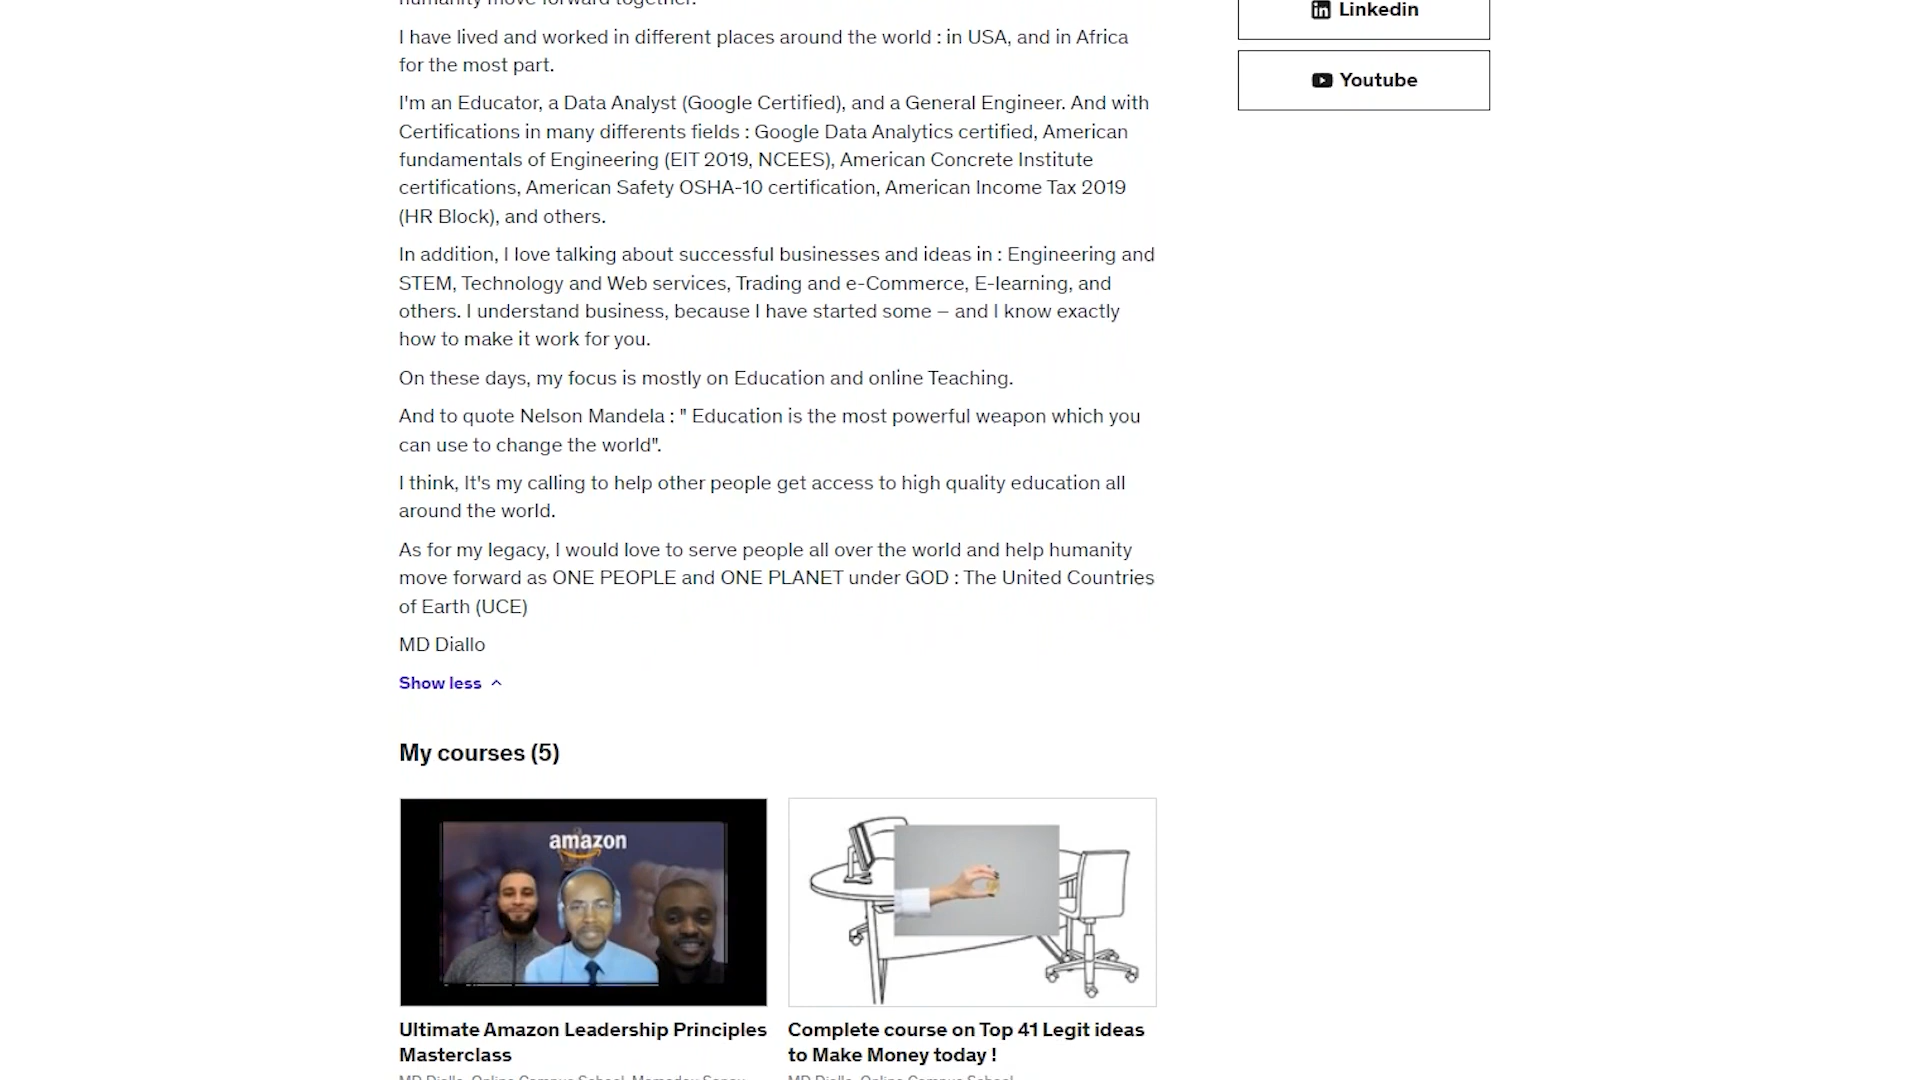 humanity move forward together.
I have lived and worked in different places around the world : in USA, and in Africa
for the most part.
I'm an Educator, a Data Analyst (Google Certified), and a General Engineer. And with
Certifications in many differents fields : Google Data Analytics certified, American
fundamentals of Engineering (EIT 2019, NCEES), American Concrete Institute
certifications, American Safety OSHA-10 certification, American Income Tax 2019
(HR Block), and others.
In addition, I love talking about successful businesses and ideas in : Engineering and
STEM, Technology and Web services, Trading and e-Commerce, E-learning, and
others. I understand business, because I have started some – and I know exactly
how to make it work for you.
On these days, my focus is mostly on Education and online Teaching.
And to quote Nelson Mandela : " Education is the most powerful weapon which you
can use to change the world".
I think, It's my calling to help other people get access to high quality education all
around the world.
As for my legacy, I would love to serve people all over the world and help humanity
move forward as ONE PEOPLE and ONE PLANET under GOD : The United Countries
of Earth (UCE)
MD Diallo
Show less
My courses (5)
amazon
Ultimate Amazon Leadership Principles
Masterclass
MD Diallo, Online Campus School,
Complete course on Top 41 Legit ideas
to Make Money today !
MD Diallo, Online Campus School
Linkedin
Youtube